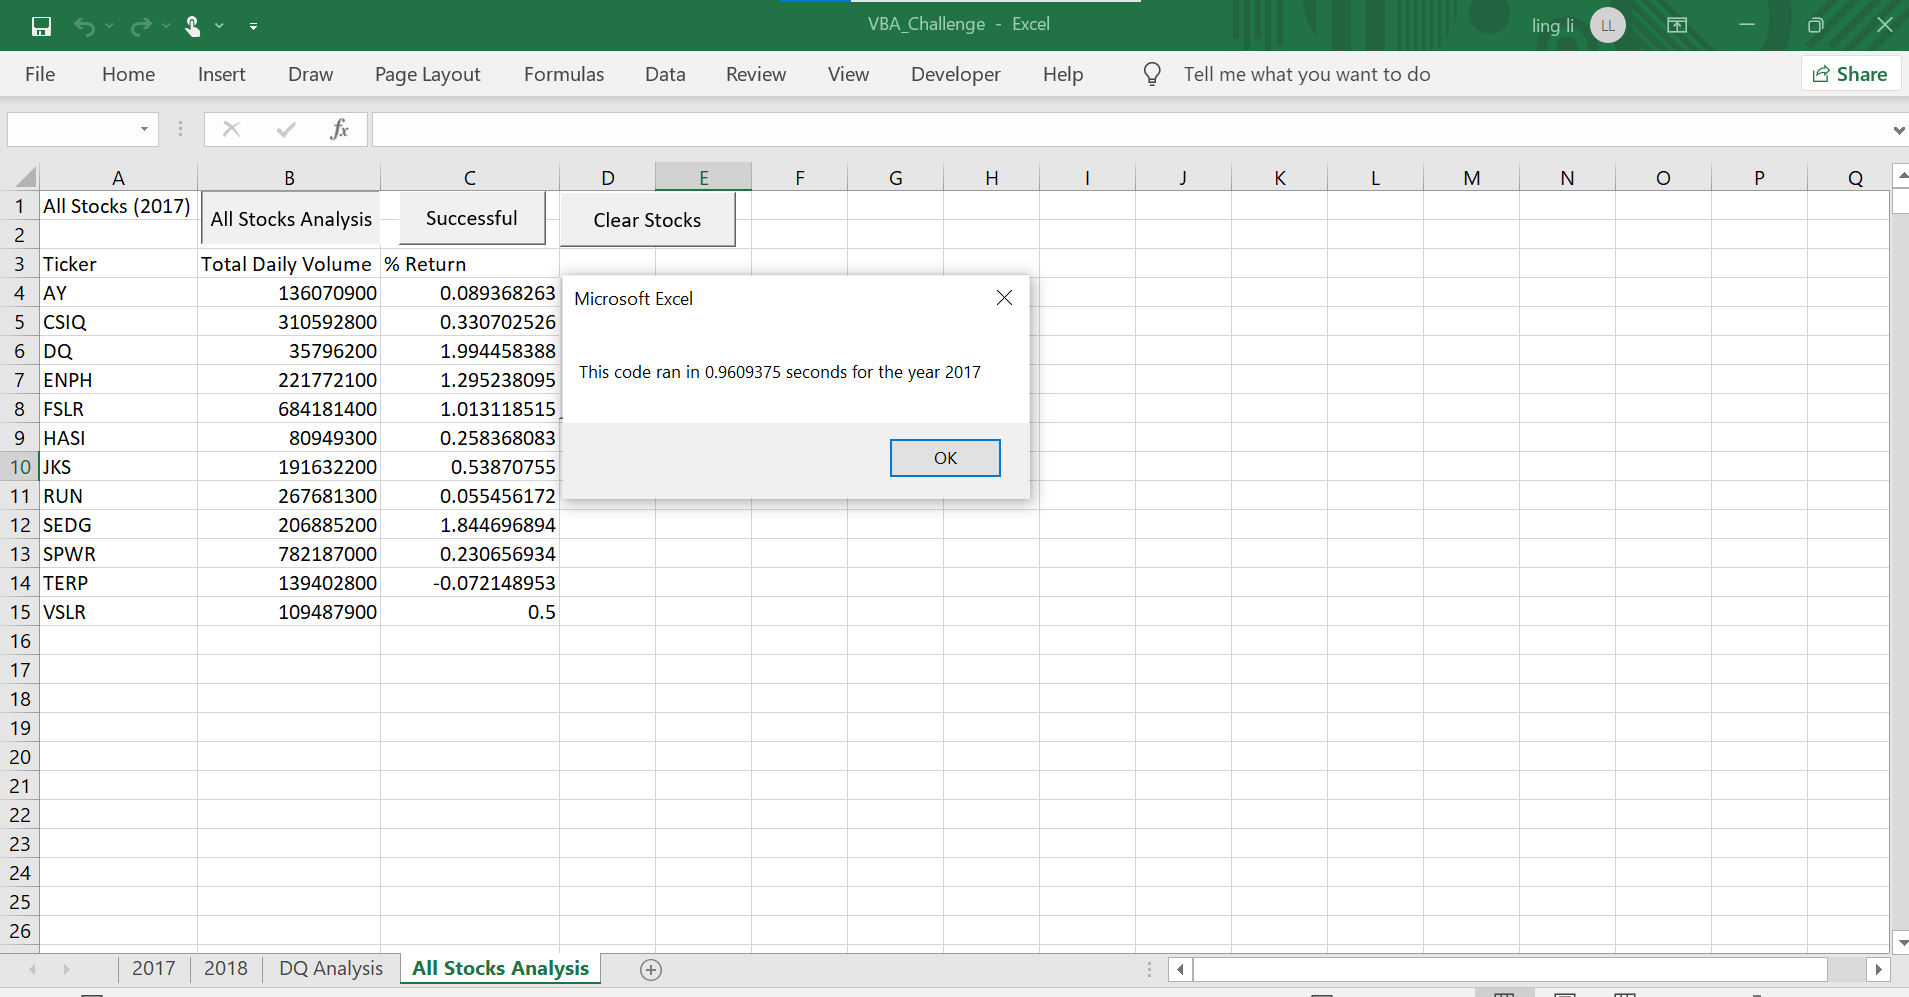 VBA_Challenge - Excel
ling li LL
File Home Insert Draw Page Layout Formulas Data Review View Developer Help Tell me what you want to do Share
fx
A B C D E F G H I J K L M N O P Q
1 All Stocks (2017) All Stocks Analysis Successful Clear Stocks
2
3 Ticker Total Daily Volume % Return
4 AY 136070900 0.089368263
5 CSIQ 310592800 0.330702526
6 DQ 35796200 1.994458388
7 ENPH 221772100 1.295238095
8 FSLR 684181400 1.013118515
9 HASI 80949300 0.258368083
10 JKS 191632200 0.53870755
11 RUN 267681300 0.055456172
12 SEDG 206885200 1.844696894
13 SPWR 782187000 0.230656934
14 TERP 139402800 -0.072148953
15 VSLR 109487900 0.5
16
17
18
19
20
21
22
23
24
25
26
Microsoft Excel
This code ran in 0.9609375 seconds for the year 2017
OK
2017 2018 DQ Analysis All Stocks Analysis